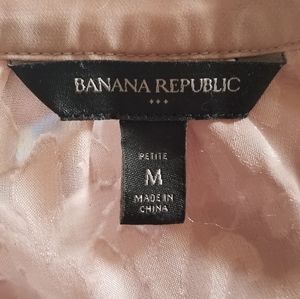 BANANA REPUBLIC
PETITE
M
MADE IN
CHINA